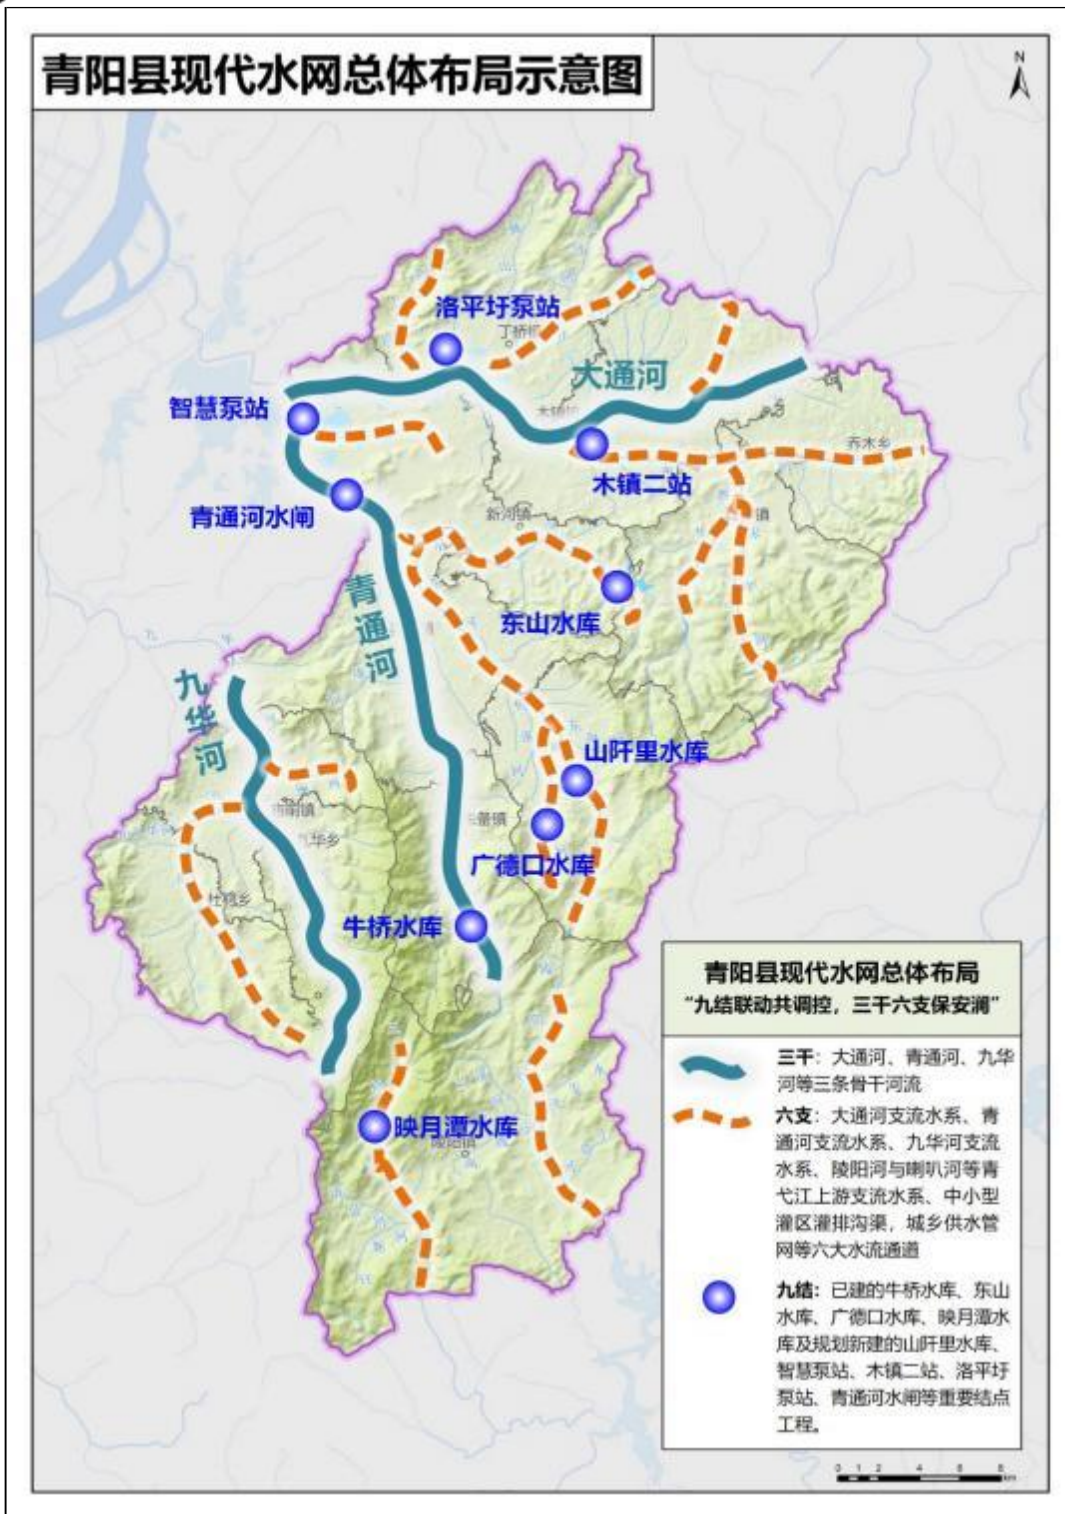 青阳县现代水网总体布局示意图
N
洛平圩泵站
大通河
智慧泵站
乔木乡
木镇二站
青通河水闸
新河镇
东山水库
青通河
九华河
山阡里水库
广德口水库
牛桥水库
杜村乡
映月潭水库
陵阳镇
青阳县现代水网总体布局
“九结联动共调控，三干六支保安澜”
三干：大通河、青通河、九华
河等三条骨干河流
六支：大通河支流水系、青
通河支流水系、九华河支流
水系、陵阳河与喇叭河等青
弋江上游支流水系、中小型
灌区灌排沟渠，城乡供水管
网等六大水流通道
九结：已建的牛桥水库、东山
水库、广德口水库、映月潭水
库及规划新建的山阡里水库、
智慧泵站、木镇二站、洛平圩
泵站、青通河水闸等重要结点
工程。
0 1 2 4 6 8
km